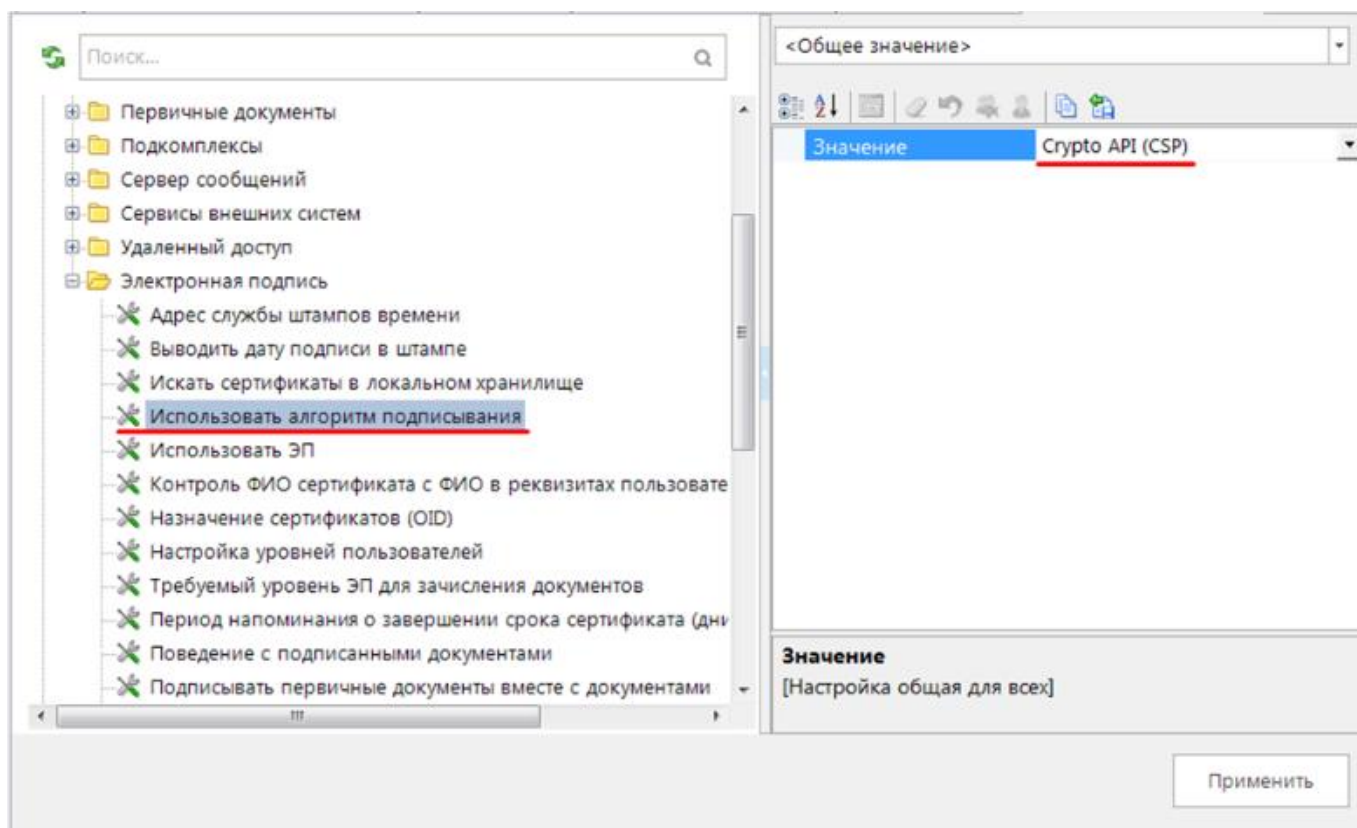 Поиск...
Первичные документы
Подкомплексы
Сервер сообщений
Сервисы внешних систем
Удаленный доступ
Электронная подпись
Адрес службы штампов времени
Выводить дату подписи в штампе
Искать сертификаты в локальном хранилище
Использовать алгоритм подписывания
Использовать ЭП
Контроль ФИО сертификата с ФИО в реквизитах пользовате
Назначение сертификатов (OID)
Настройка уровней пользователей
Требуемый уровень ЭП для зачисления документов
Период напоминания о завершении срока сертификата (дни
Поведение с подписанными документами
Подписывать первичные документы вместе с документами
<Общее значение>
Значение Crypto API (CSP)
Значение
[Настройка общая для всех]
Применить